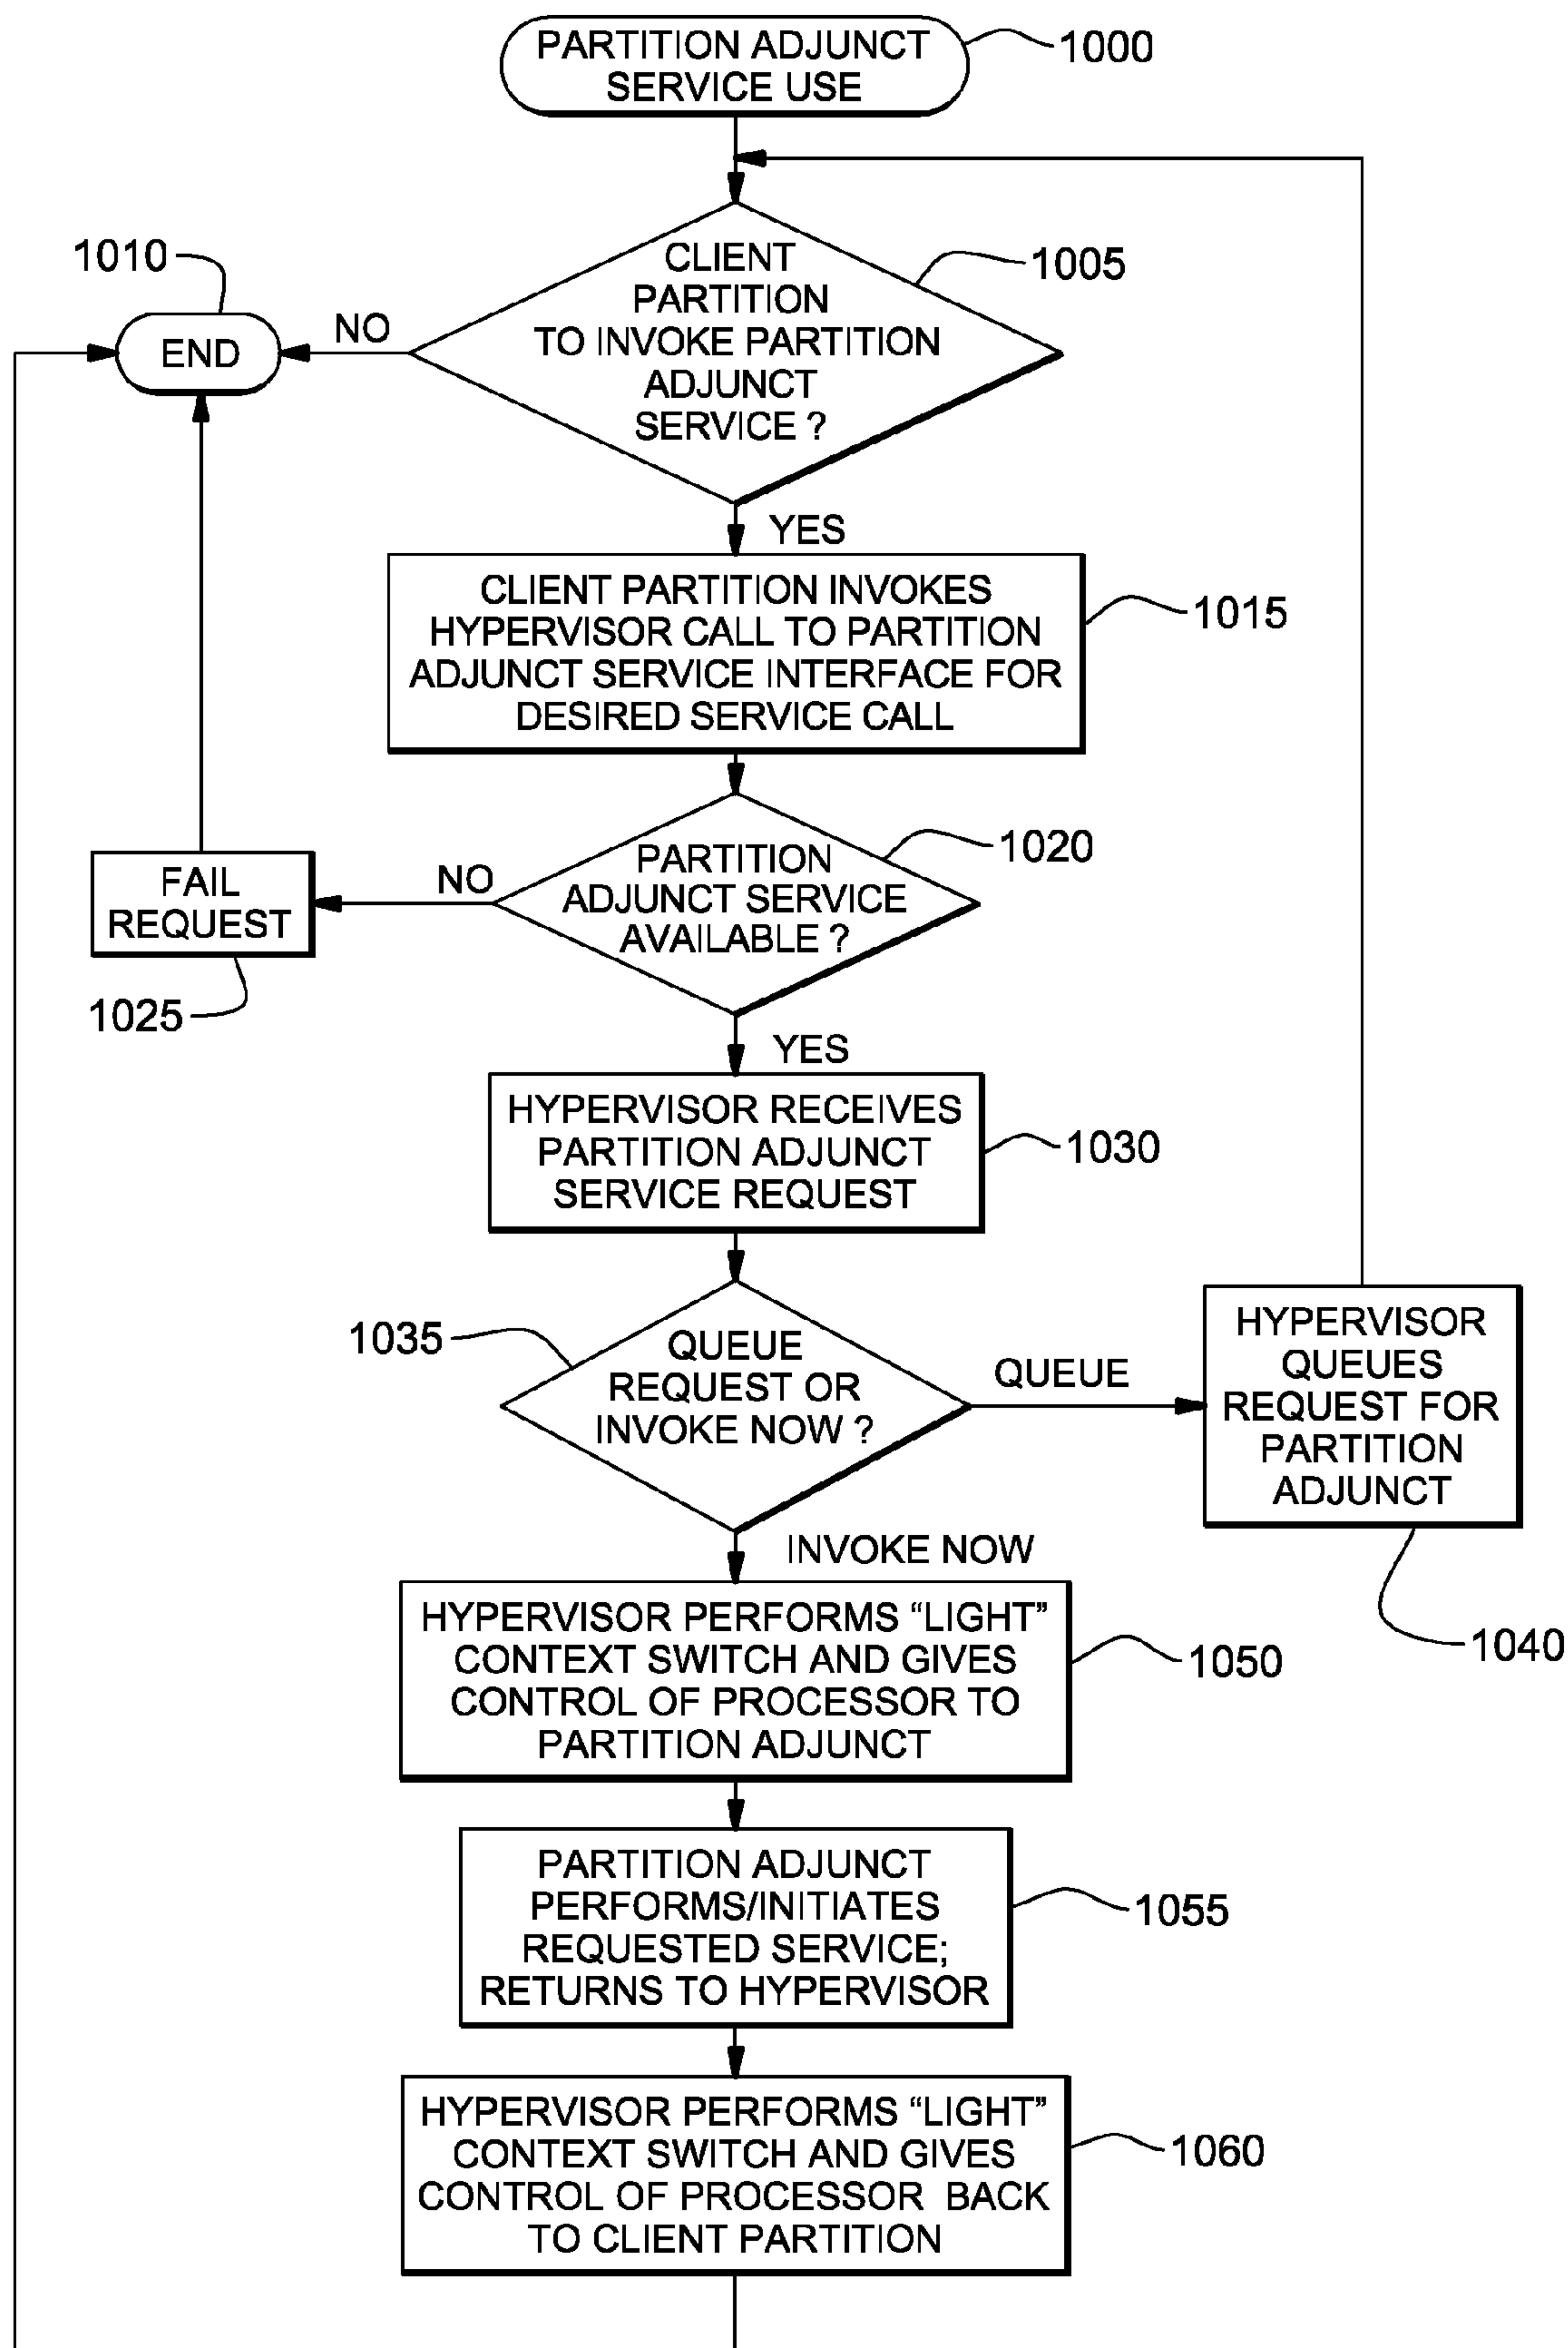 PARTITION ADJUNCT
SERVICE USE
1000
CLIENT
PARTITION
TO INVOKE PARTITION
ADJUNCT
SERVICE ?
1005
NO
1010
END
YES
CLIENT PARTITION INVOKES
HYPERVISOR CALL TO PARTITION
ADJUNCT SERVICE INTERFACE FOR
DESIRED SERVICE CALL
1015
PARTITION
ADJUNCT SERVICE
AVAILABLE ?
1020
NO
FAIL
REQUEST
1025
YES
HYPERVISOR RECEIVES
PARTITION ADJUNCT
SERVICE REQUEST
1030
1035
QUEUE
REQUEST OR
INVOKE NOW ?
QUEUE
HYPERVISOR
QUEUES
REQUEST FOR
PARTITION
ADJUNCT
1040
INVOKE NOW
HYPERVISOR PERFORMS “LIGHT”
CONTEXT SWITCH AND GIVES
CONTROL OF PROCESSOR TO
PARTITION ADJUNCT
1050
PARTITION ADJUNCT
PERFORMS/INITIATES
REQUESTED SERVICE;
RETURNS TO HYPERVISOR
1055
HYPERVISOR PERFORMS “LIGHT”
CONTEXT SWITCH AND GIVES
CONTROL OF PROCESSOR BACK
TO CLIENT PARTITION
1060